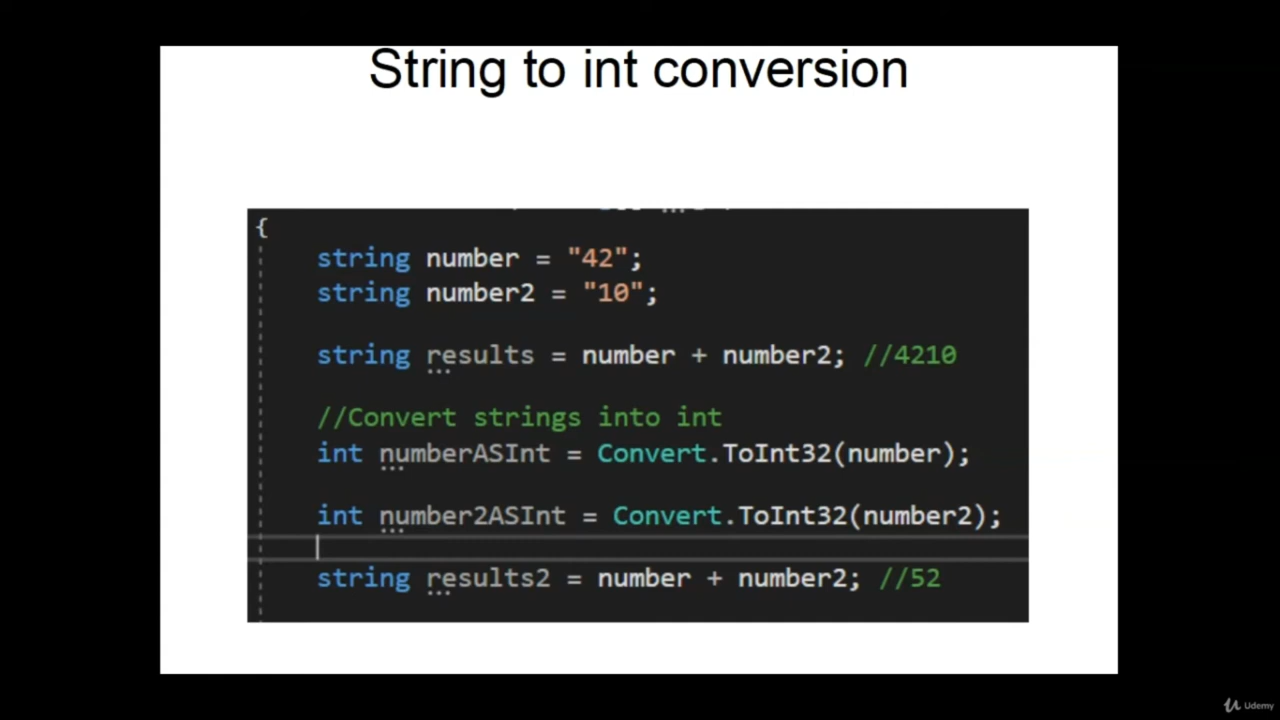 String to int conversion
{
string number = "42";
string number2 = "10";
string results = number + number2; //4210
//Convert strings into int
int numberASInt = Convert.ToInt32(number);
int number2ASInt = Convert.ToInt32(number2);
string results2 = number + number2; //52
Udemy